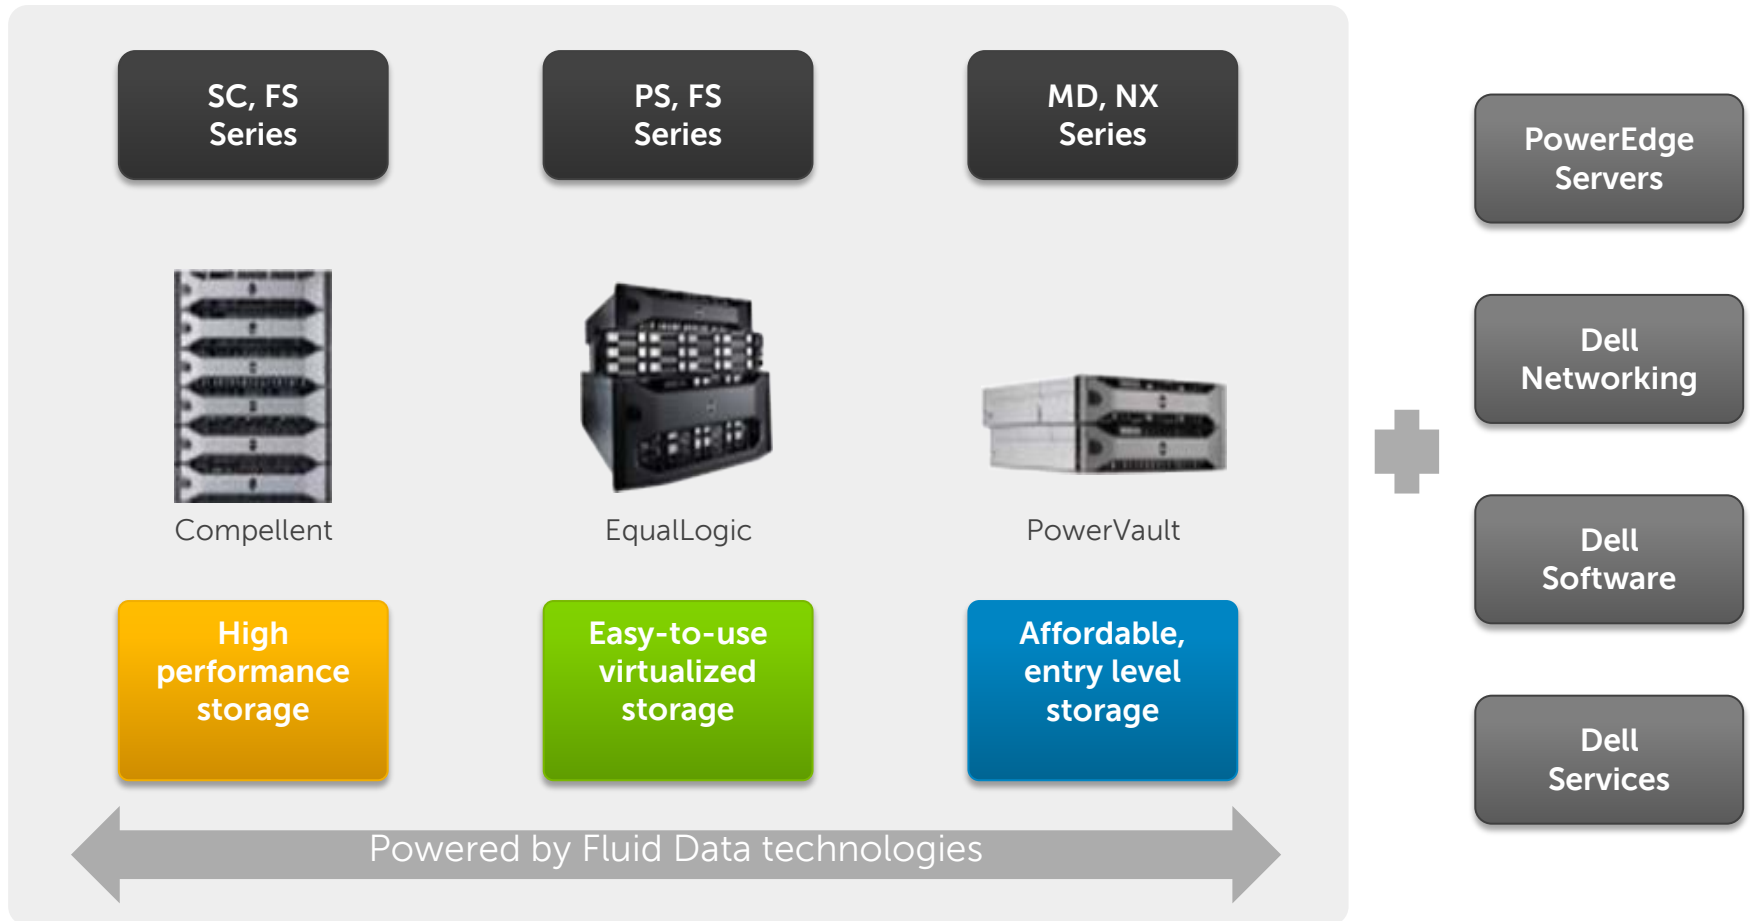 SC, FS
Series
PS, FS
Series
MD, NX
Series
Compellent
EqualLogic
PowerVault
High
performance
storage
Easy-to-use
virtualized
storage
Affordable,
entry level
storage
Powered by Fluid Data technologies
PowerEdge
Servers
Dell
Networking
Dell
Software
Dell
Services